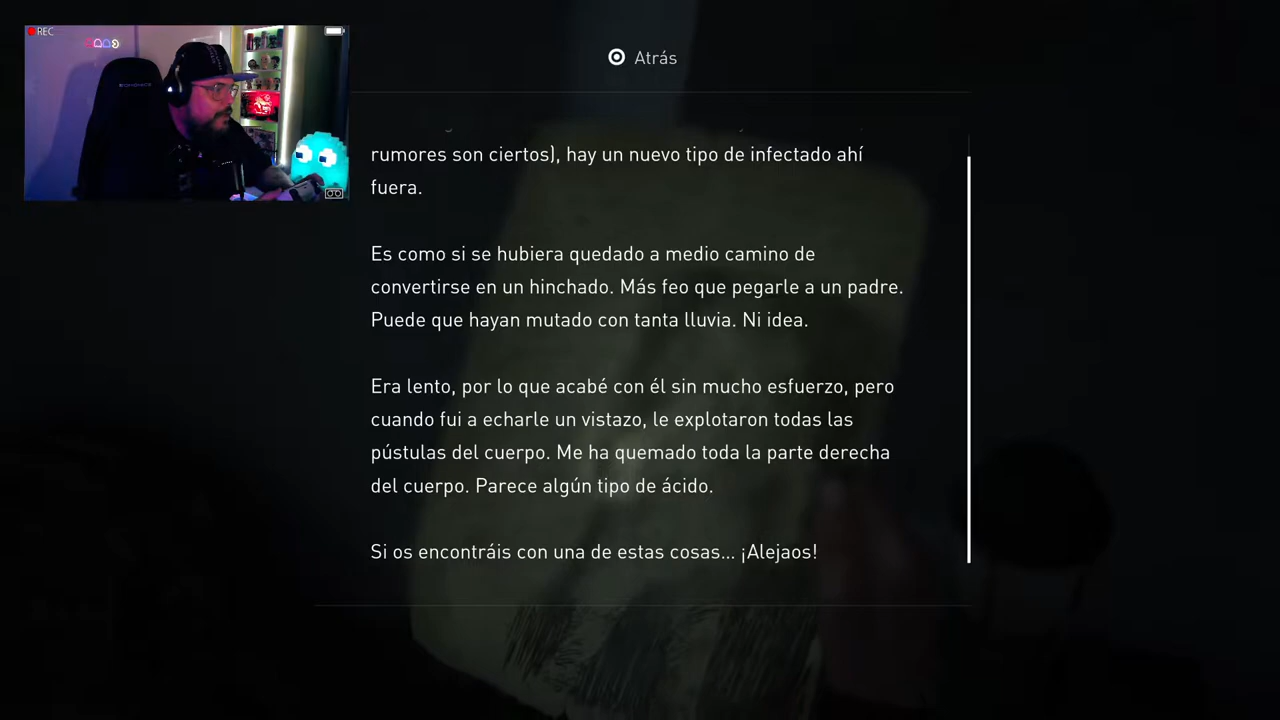 REC
Atrás
rumores son ciertos), hay un nuevo tipo de infectado ahí
fuera.
Es como si se hubiera quedado a medio camino de
convertirse en un hinchado. Más feo que pegarle a un padre.
Puede que hayan mutado con tanta lluvia. Ni idea.
Era lento, por lo que acabé con él sin mucho esfuerzo, pero
cuando fui a echarle un vistazo, le explotaron todas las
pústulas del cuerpo. Me ha quemado toda la parte derecha
del cuerpo. Parece algún tipo de ácido.
Si os encontráis con una de estas cosas... ¡Alejaos!